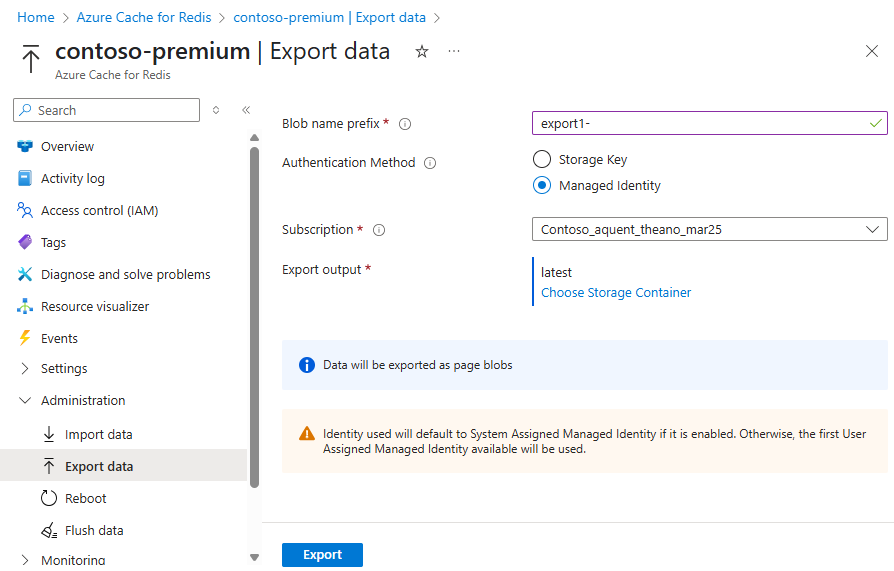 Home > Azure Cache for Redis > contoso-premium | Export data >
contoso-premium | Export data
Azure Cache for Redis
Search
Overview
Activity log
Access control (IAM)
Tags
Diagnose and solve problems
Resource visualizer
Events
Settings
Administration
Import data
Export data
Reboot
Flush data
Monitoring
Blob name prefix *
export1-
Authentication Method
Storage Key
Managed Identity
Subscription *
Contoso_aquent_theano_mar25
Export output *
latest
Choose Storage Container
Data will be exported as page blobs
Identity used will default to System Assigned Managed Identity if it is enabled. Otherwise, the first User
Assigned Managed Identity available will be used.
Export